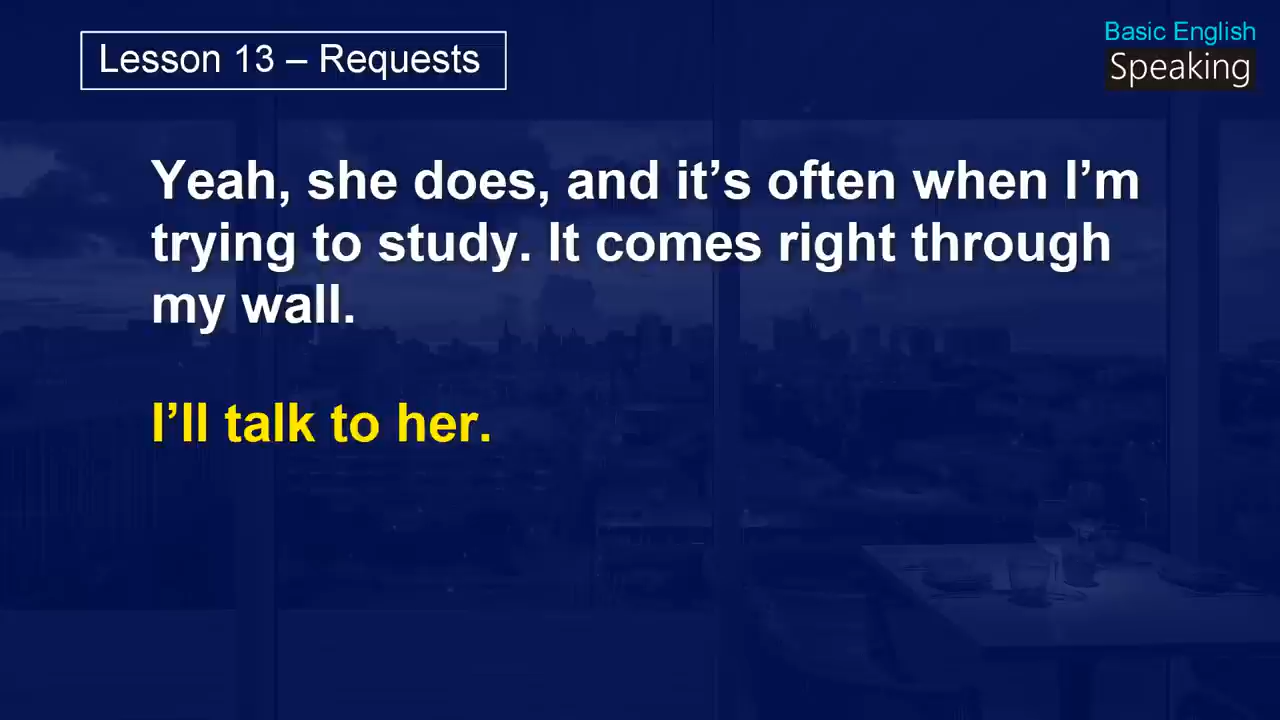 Lesson 13 – Requests
Basic English
Speaking
Yeah, she does, and it’s often when I’m
trying to study. It comes right through
my wall.
I’ll talk to her.